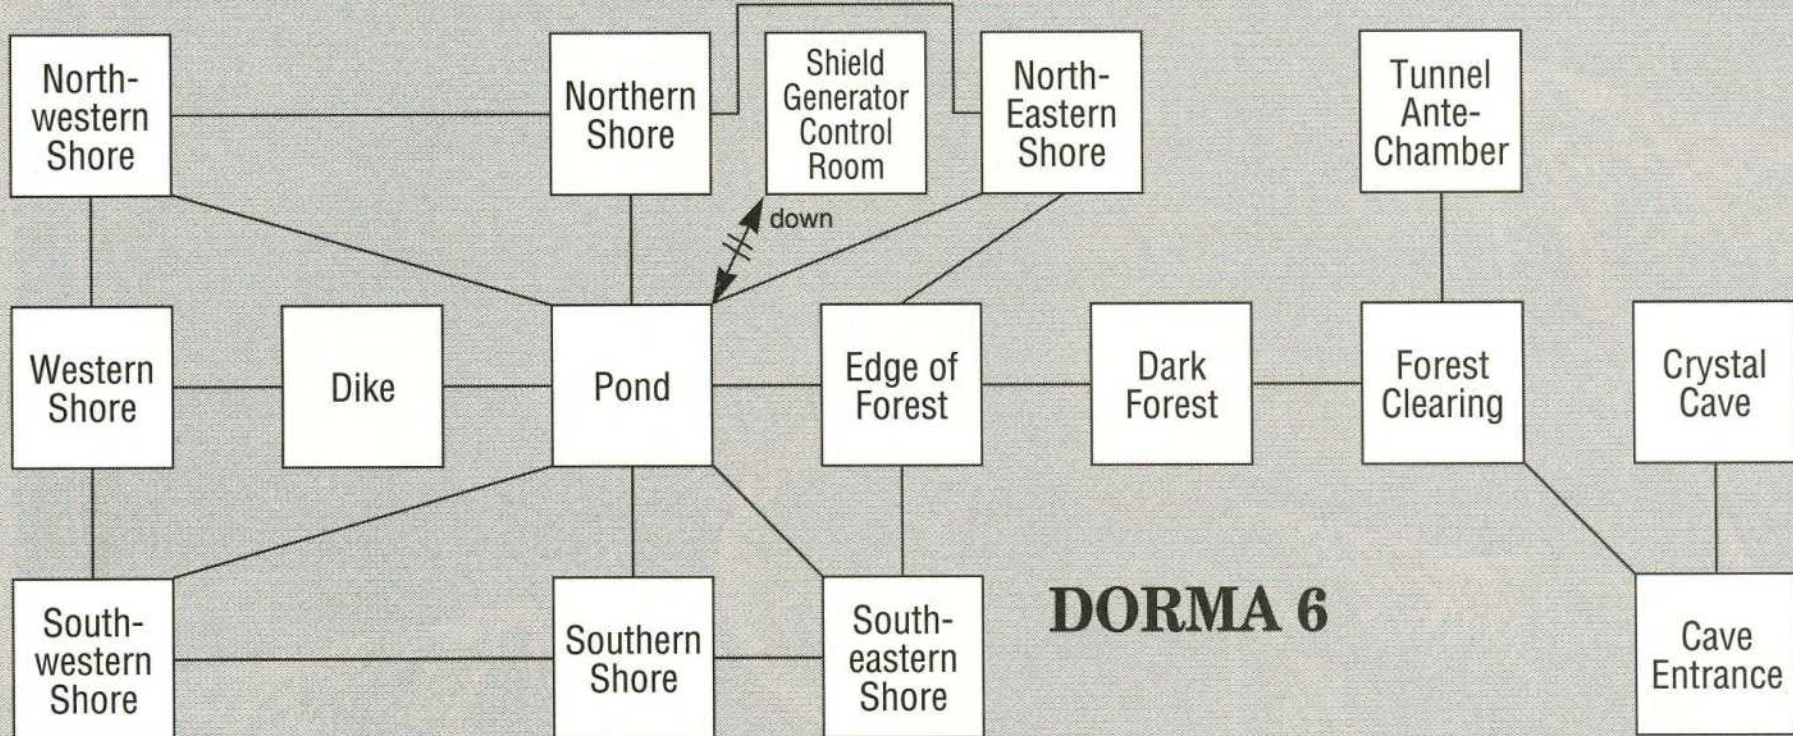 North-
western
Shore
Northern
Shore
Shield
Generator
Control
Room
North-
Eastern
Shore
Tunnel
Ante-
Chamber
down
Western
Shore
Dike
Pond
Edge of
Forest
Dark
Forest
Forest
Clearing
Crystal
Cave
South-
western
Shore
Southern
Shore
South-
eastern
Shore
DORMA 6
Cave
Entrance